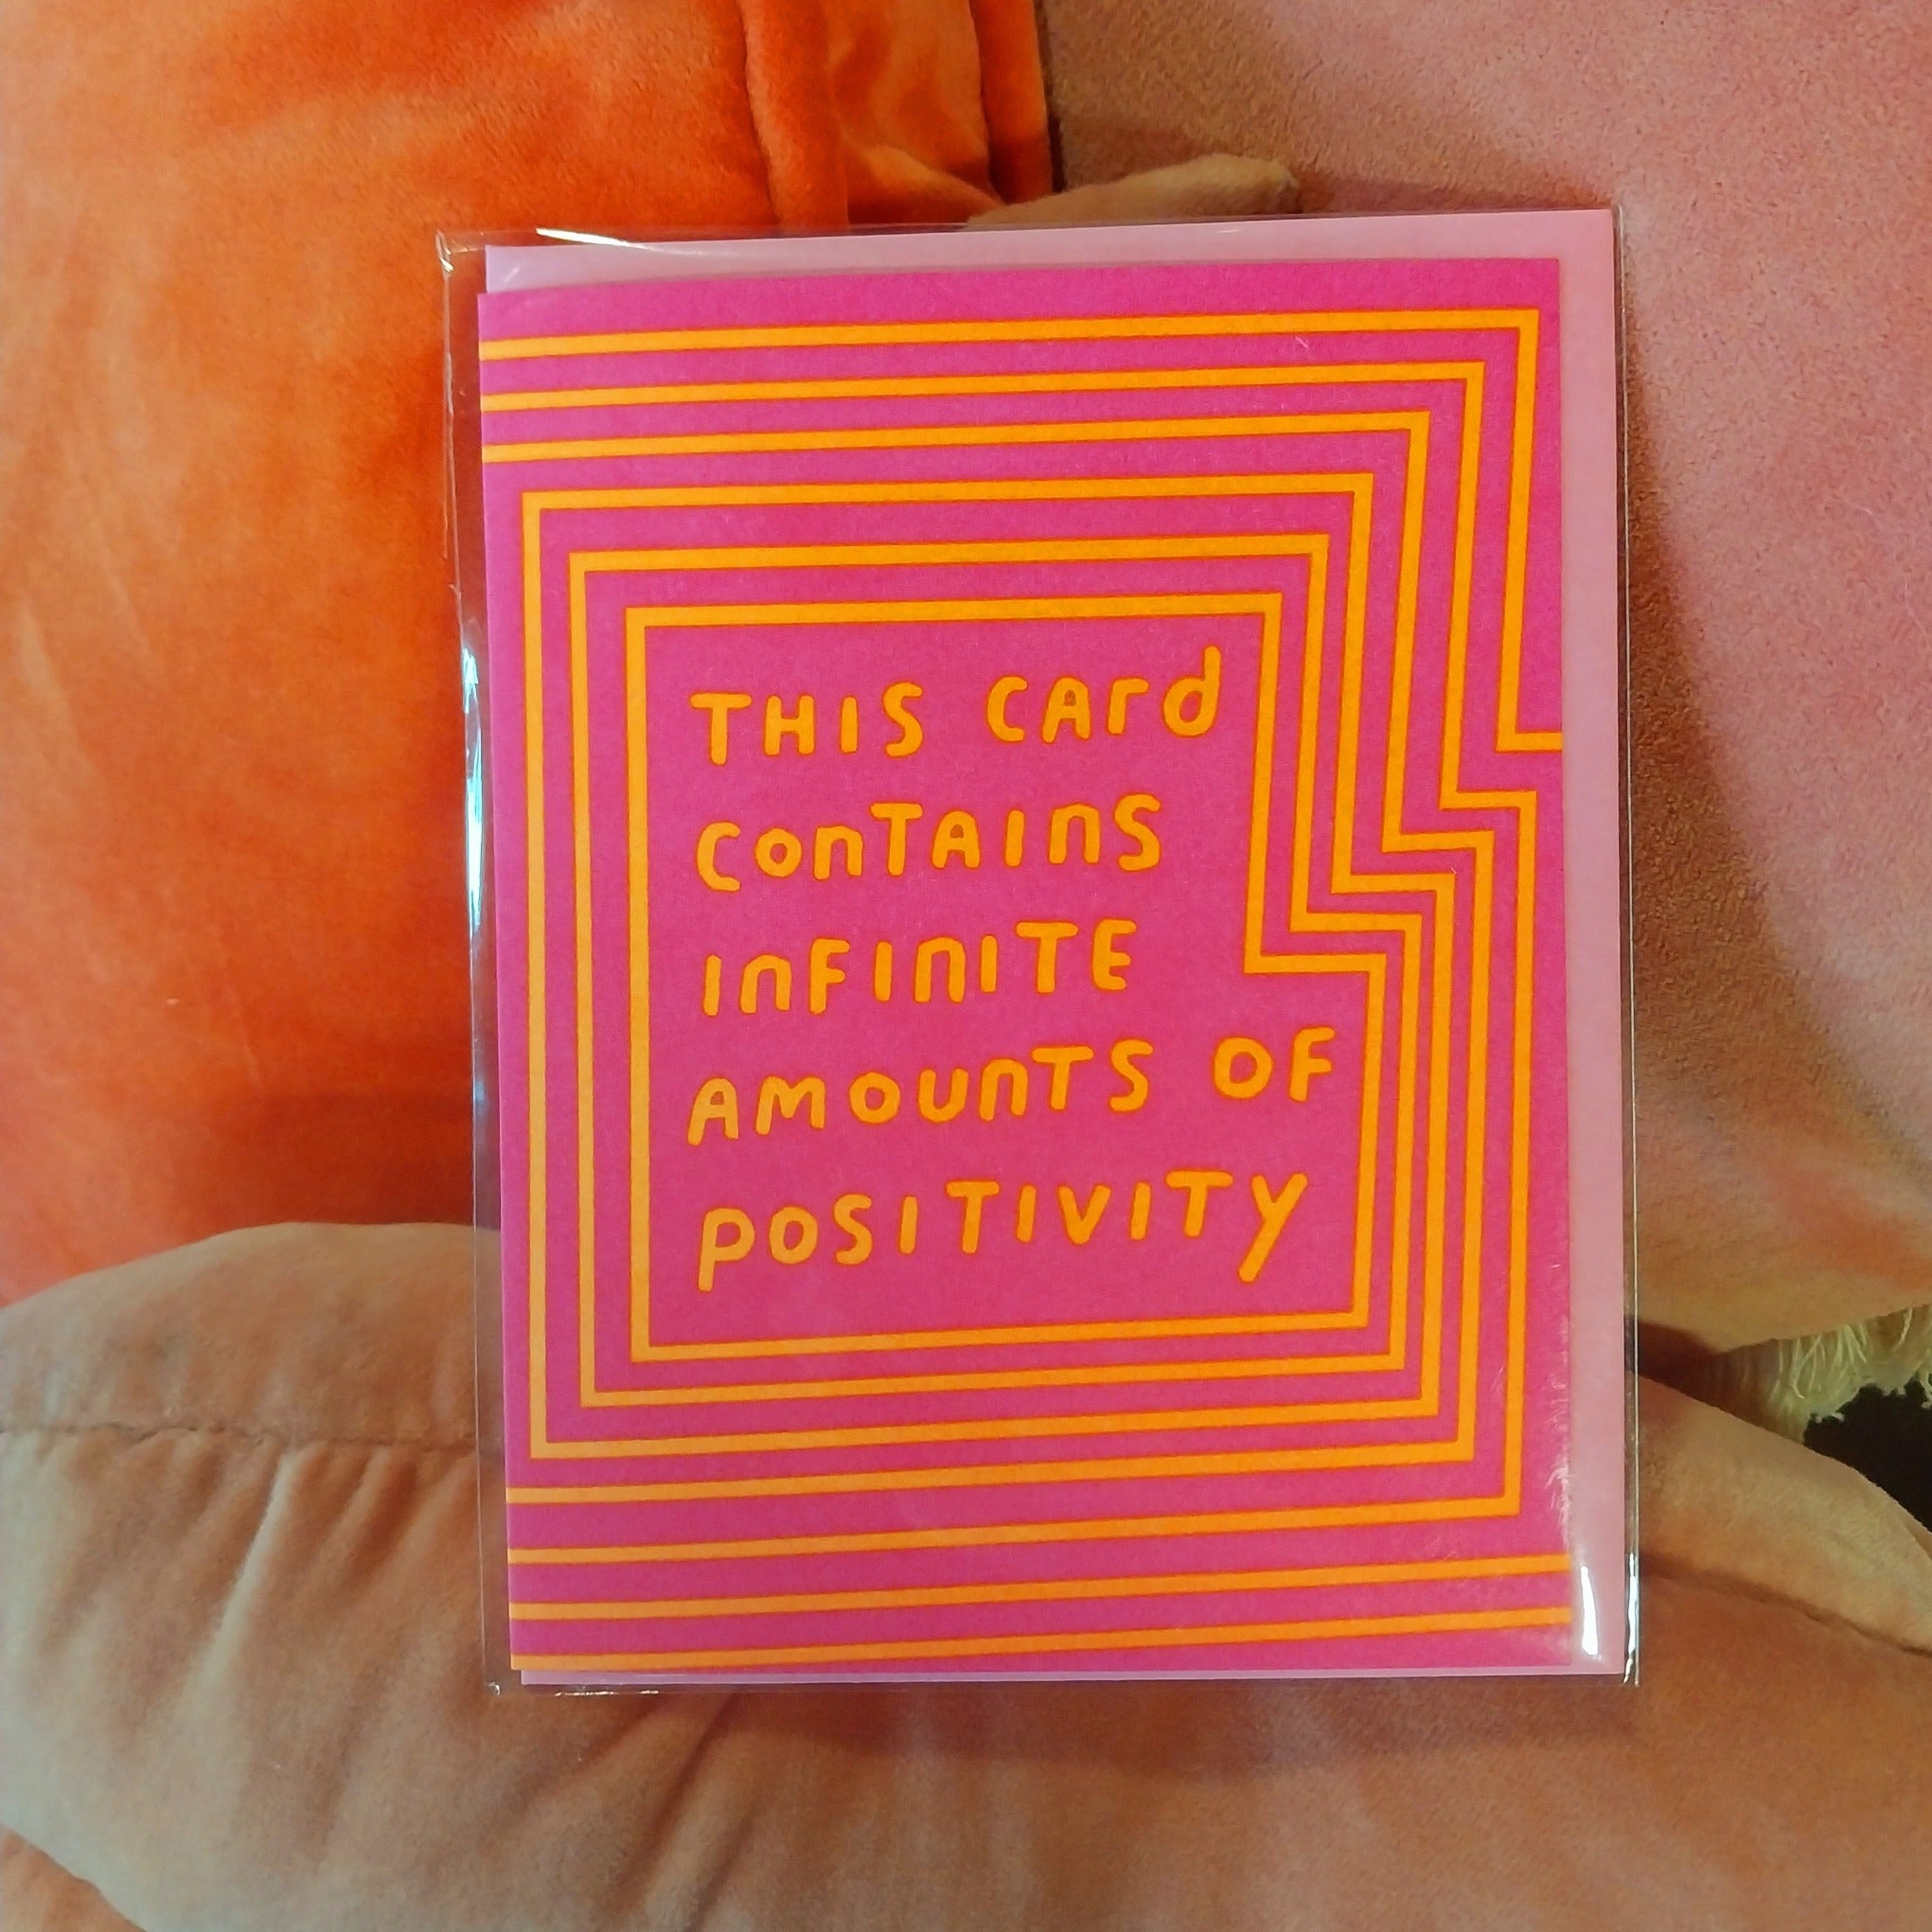 THIS CArd
ConTAInS
InFInITE
AMOUnTS OF
POSITIVITY